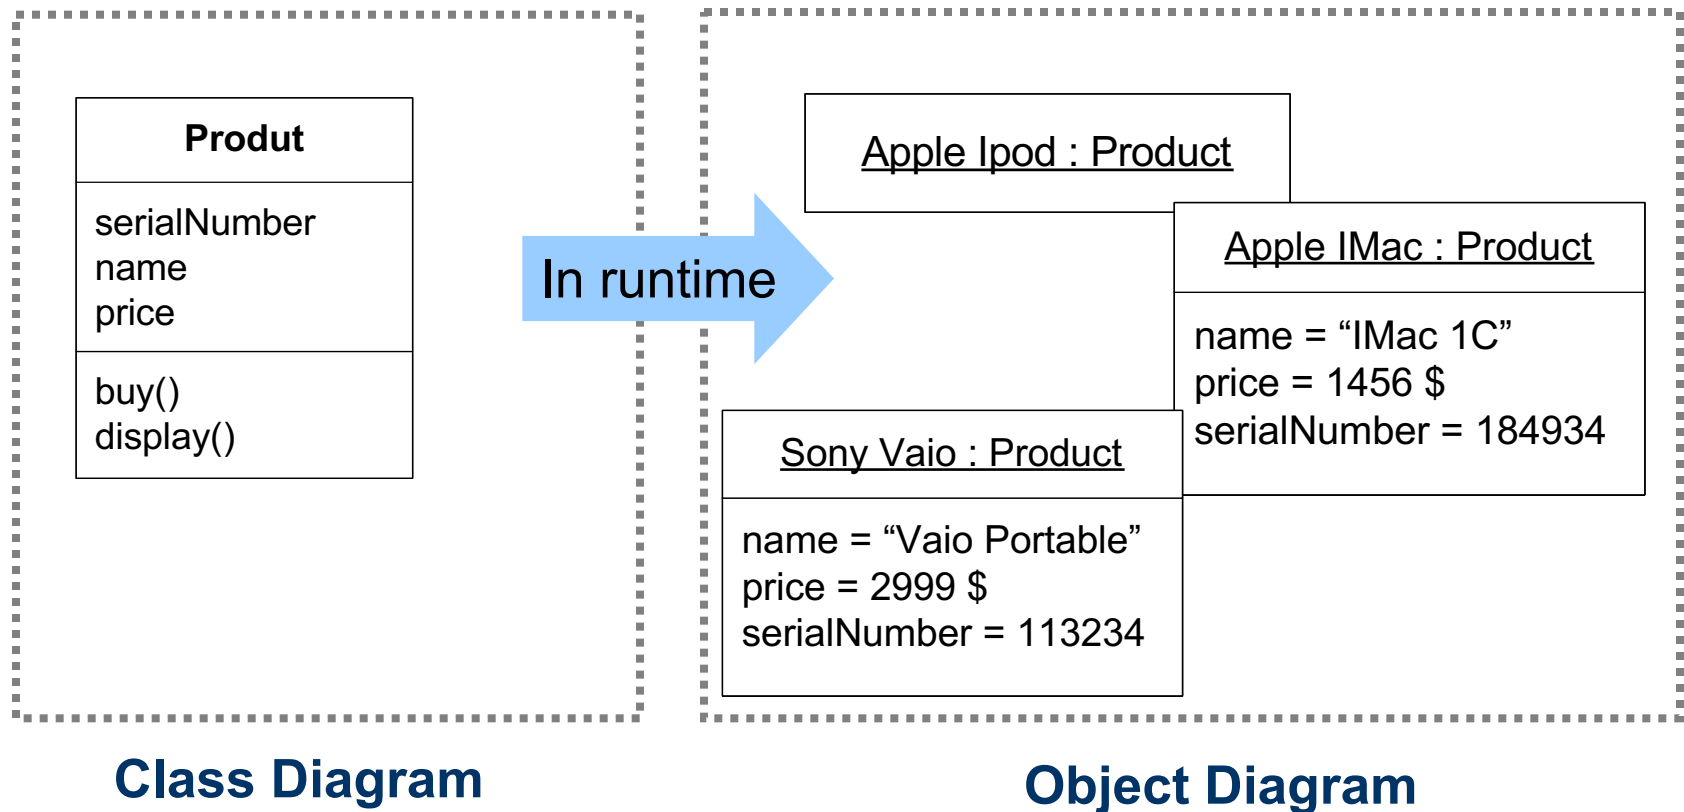 Produt
serialNumber
name
price
buy()
display()
In runtime
Apple Ipod : Product
Apple IMac : Product
name = “IMac 1C”
price = 1456 $
serialNumber = 184934
Sony Vaio : Product
name = “Vaio Portable”
price = 2999 $
serialNumber = 113234
Class Diagram
Object Diagram